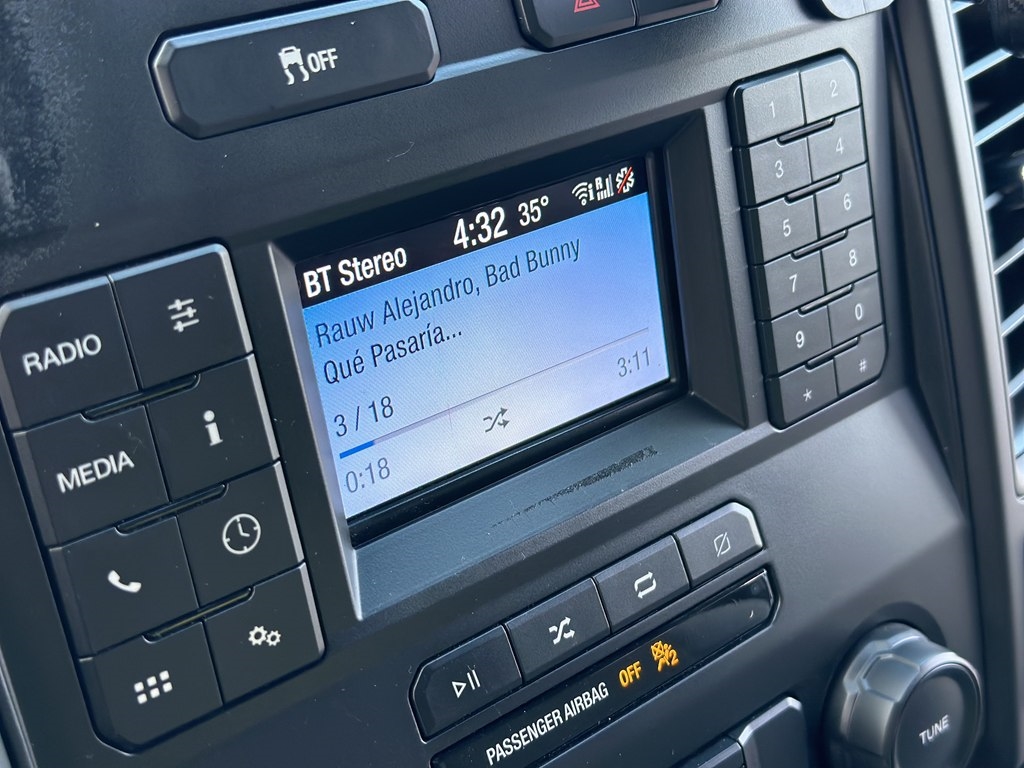 OFF
BT Stereo 4:32 35°
Rauw Alejandro, Bad Bunny
Qué Pasaría...
3 / 18
0:18 3:11
RADIO
MEDIA
1 2
3 4
5 6
7 8
9 0
* #
PASSENGER AIRBAG OFF 2
TUNE